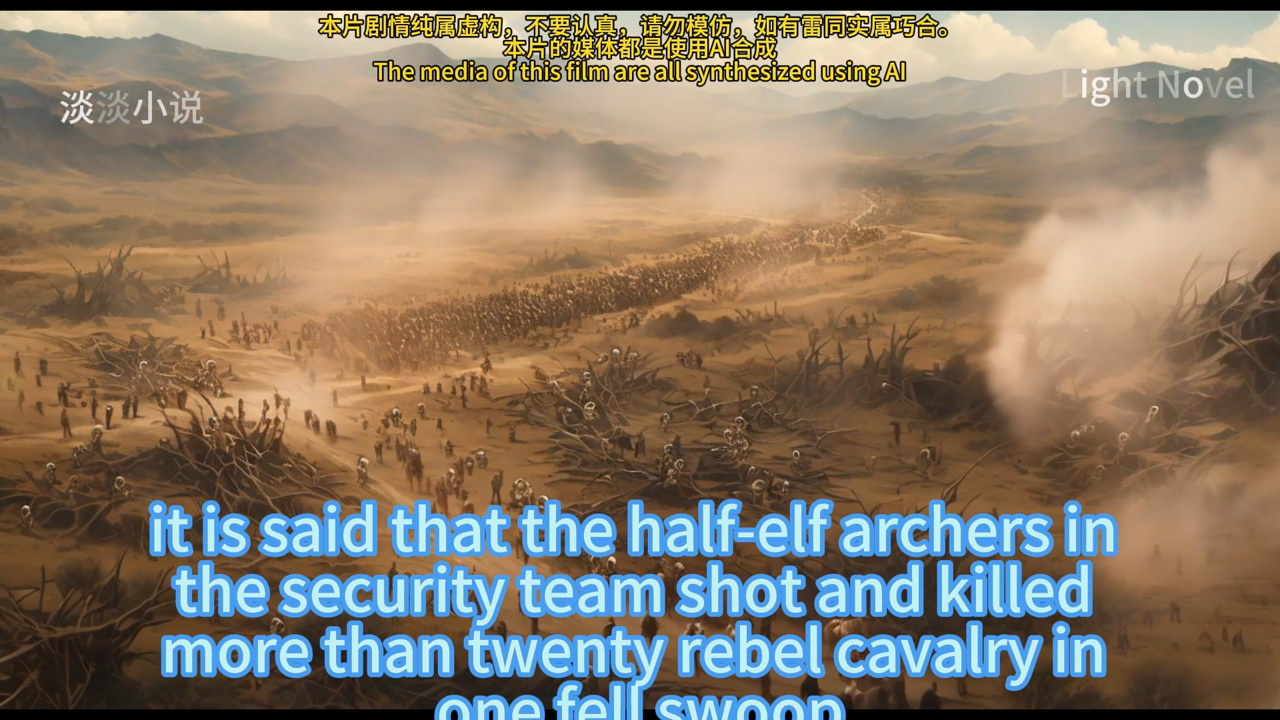 本片剧情纯属虚构，不要认真，请勿模仿，如有雷同实属巧合。
本片的媒体都是使用AI合成
The media of this film are all synthesized using AI
淡淡小说
Light Novel
it is said that the half-elf archers in
the security team shot and killed
more than twenty rebel cavalry in
one fell swoop